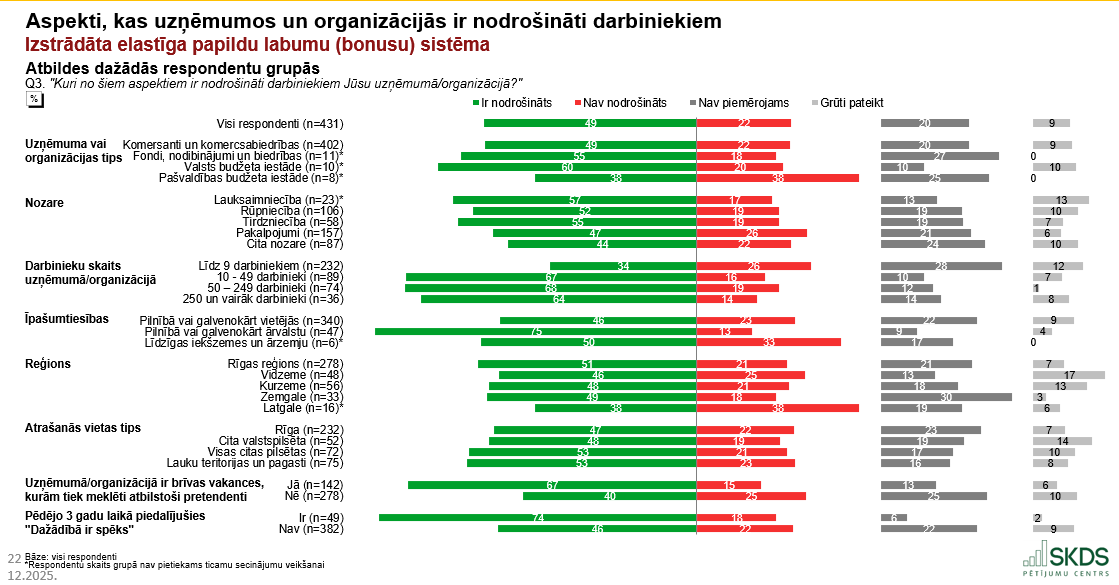 Aspekti, kas uzņēmumos un organizācijās ir nodrošināti darbiniekiem
Izstrādāta elastīga papildu labumu (bonusu) sistēma
Atbildes dažādās respondentu grupās
Q3. "Kuri no šiem aspektiem ir nodrošināti darbiniekiem Jūsu uzņēmumā/organizācijā?"
%
Ir nodrošināts Nav nodrošināts Nav piemērojams Grūti pateikt
Visi respondenti (n=431) 49 22 20 9
Uzņēmuma vai
organizācijas tips
Komersanti un komercsabiedrības (n=402) 49 22 20 9
Fondi, nodibinājumi un biedrības (n=11)* 55 18 27 0
Valsts budžeta iestāde (n=10)* 60 20 10 10
Pašvaldības budžeta iestāde (n=8)* 38 38 25 0
Nozare
Lauksaimniecība (n=23)* 57 17 13 13
Rūpniecība (n=106) 52 19 19 10
Tirdzniecība (n=58) 55 19 19 7
Pakalpojumi (n=157) 47 26 21 6
Cita nozare (n=87) 44 22 24 10
Darbinieku skaits
uzņēmumā/organizācijā
Līdz 9 darbiniekiem (n=232) 34 26 28 12
10 - 49 darbinieki (n=89) 67 16 10 7
50 – 249 darbinieki (n=74) 68 19 12 1
250 un vairāk darbinieki (n=36) 64 14 14 8
Īpašumtiesības
Pilnībā vai galvenokārt vietējās (n=340) 46 23 22 9
Pilnībā vai galvenokārt ārvalstu (n=47) 75 13 9 4
Līdzīgas iekšzemes un ārzemju (n=6)* 50 33 17 0
Reģions
Rīgas reģions (n=278) 51 21 21 7
Vidzeme (n=48) 46 25 13 17
Kurzeme (n=56) 48 21 18 13
Zemgale (n=33) 49 18 30 3
Latgale (n=16)* 38 38 19 6
Atrašanās vietas tips
Rīga (n=232) 47 22 23 7
Cita valstspilsēta (n=52) 48 19 19 14
Visas citas pilsētas (n=72) 53 21 17 10
Lauku teritorijas un pagasti (n=75) 53 23 16 8
Uzņēmumā/organizācijā ir brīvas vakances,
kurām tiek meklēti atbilstoši pretendenti
Jā (n=142) 67 15 13 6
Nē (n=278) 40 25 25 10
Pēdējo 3 gadu laikā piedalījušies
"Dažādībā ir spēks"
Ir (n=49) 74 18 6 2
Nav (n=382) 46 22 22 9
22 Bāze: visi respondenti
*Respondentu skaits grupā nav pietiekams ticamu secinājumu veikšanai
12.2025.
SKDS
PĒTĪJUMU CENTRS